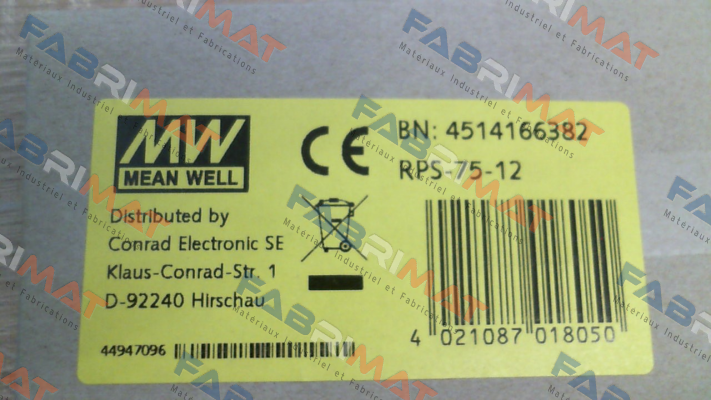 MW
MEAN WELL
CE
BN: 4514166382
RPS-75-12
Distributed by
Conrad Electronic SE
Klaus-Conrad-Str. 1
D-92240 Hirschau
44947096
4 021087 018050
FABRIMAT
Matériaux Industriel et Fabrications